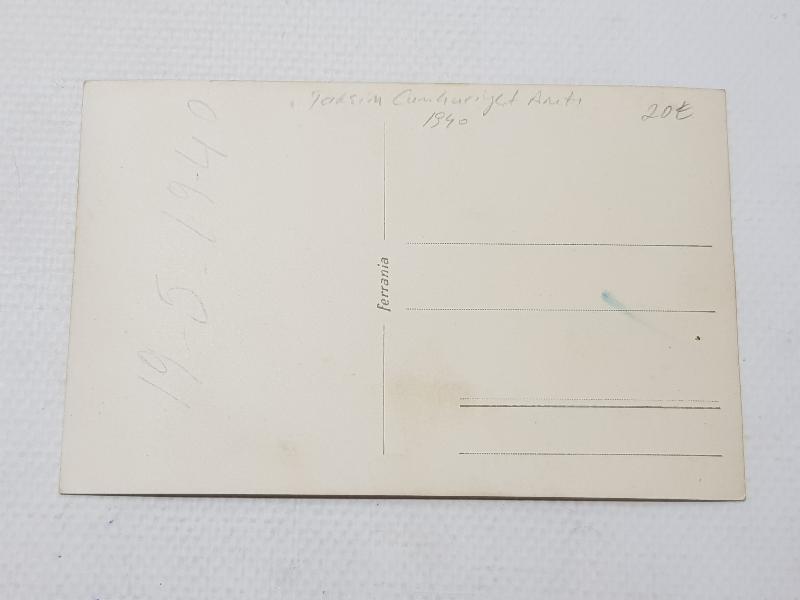 Taksim Cumhuriyet Anıtı
1940
20€
19-5-1940
Ferrania